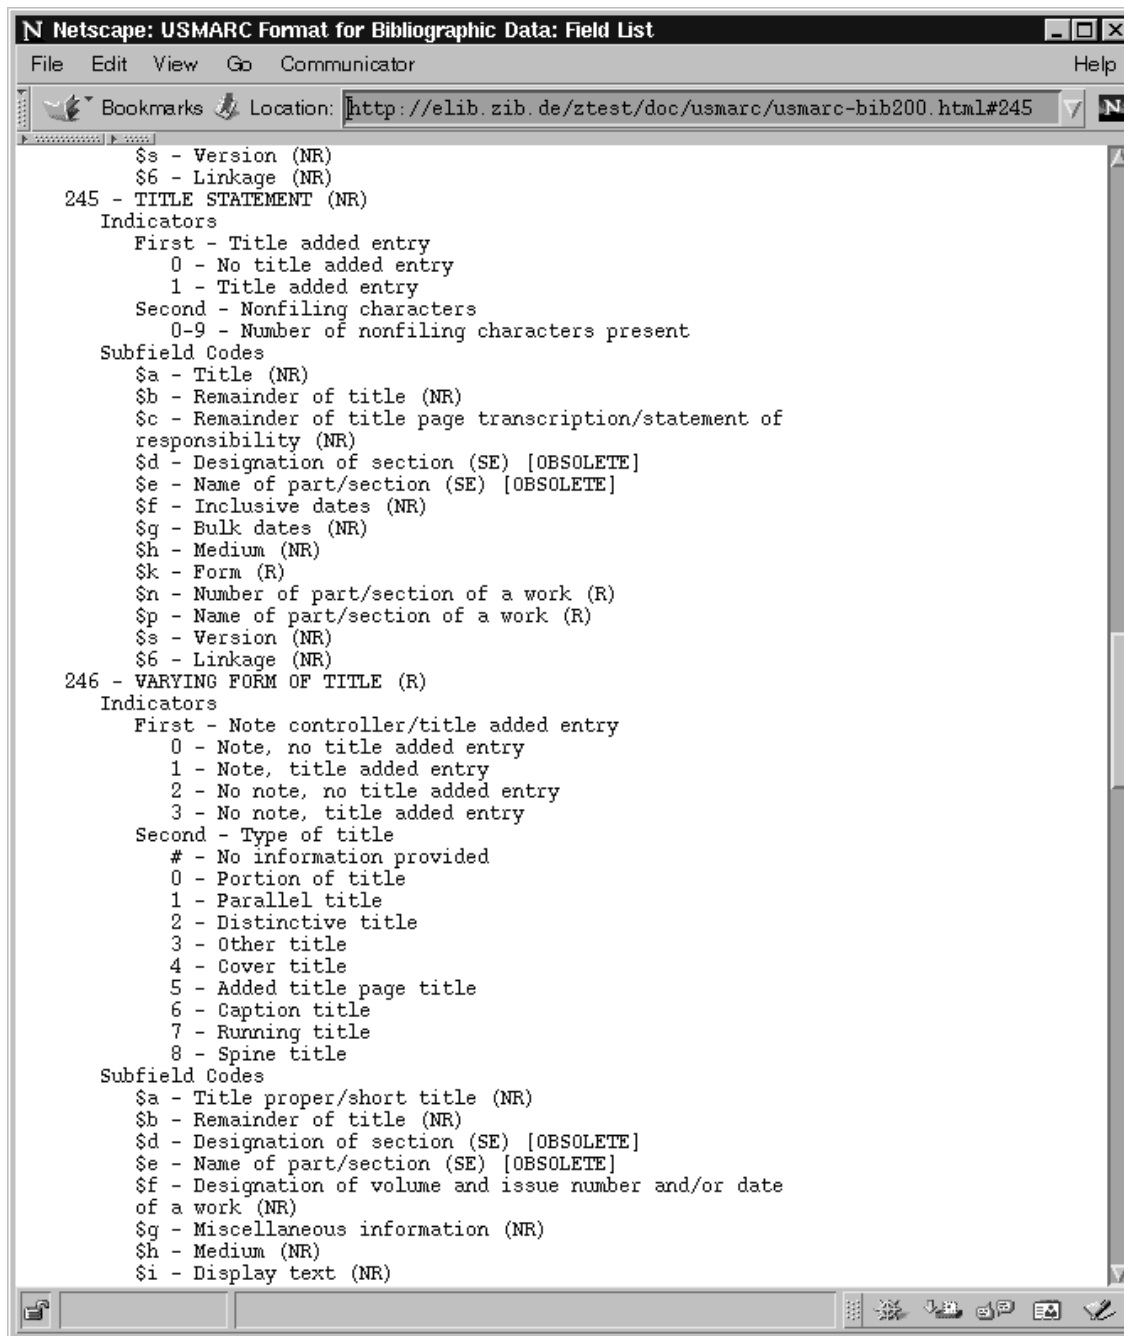 N Netscape: USMARC Format for Bibliographic Data: Field List
File Edit View Go Communicator Help
Bookmarks Location: http://elib.zib.de/ztest/doc/usmarc/usmarc-bib200.html#245 N
$s - Version (NR)
$6 - Linkage (NR)
245 - TITLE STATEMENT (NR)
Indicators
First - Title added entry
0 - No title added entry
1 - Title added entry
Second - Nonfiling characters
0-9 - Number of nonfiling characters present
Subfield Codes
$a - Title (NR)
$b - Remainder of title (NR)
$c - Remainder of title page transcription/statement of
responsibility (NR)
$d - Designation of section (SE) [OBSOLETE]
$e - Name of part/section (SE) [OBSOLETE]
$f - Inclusive dates (NR)
$g - Bulk dates (NR)
$h - Medium (NR)
$k - Form (R)
$n - Number of part/section of a work (R)
$p - Name of part/section of a work (R)
$s - Version (NR)
$6 - Linkage (NR)
246 - VARYING FORM OF TITLE (R)
Indicators
First - Note controller/title added entry
0 - Note, no title added entry
1 - Note, title added entry
2 - No note, no title added entry
3 - No note, title added entry
Second - Type of title
# - No information provided
0 - Portion of title
1 - Parallel title
2 - Distinctive title
3 - Other title
4 - Cover title
5 - Added title page title
6 - Caption title
7 - Running title
8 - Spine title
Subfield Codes
$a - Title proper/short title (NR)
$b - Remainder of title (NR)
$d - Designation of section (SE) [OBSOLETE]
$e - Name of part/section (SE) [OBSOLETE]
$f - Designation of volume and issue number and/or date
of a work (NR)
$g - Miscellaneous information (NR)
$h - Medium (NR)
$i - Display text (NR)